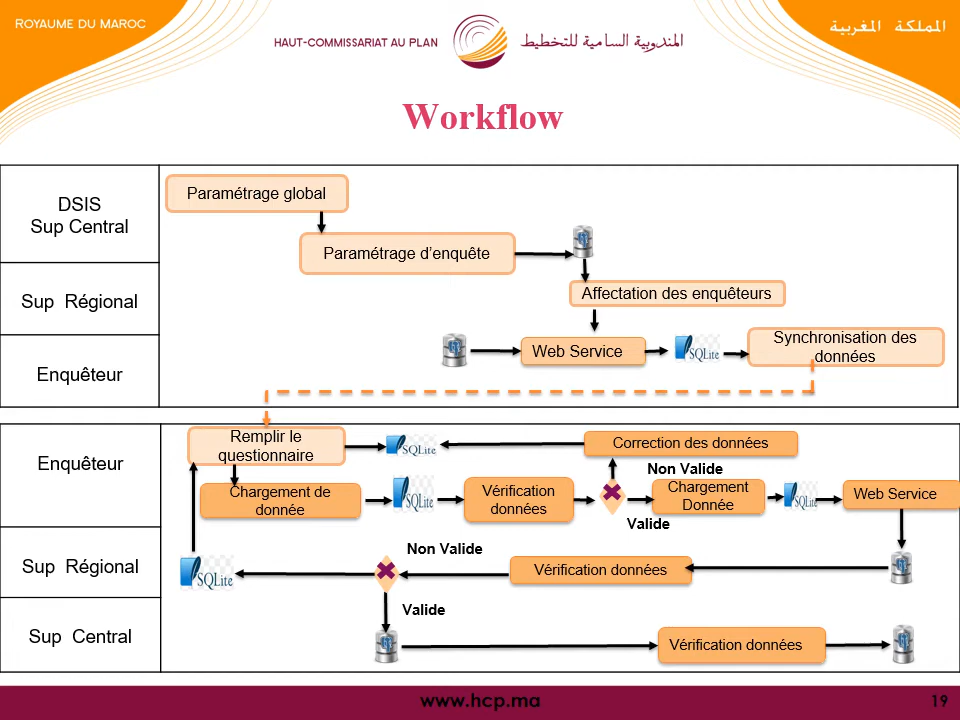 ROYAUME DU MAROC
HAUT-COMMISSARIAT AU PLAN
المندوبية السامية للتخطيط
المملكة المغربية
Workflow
DSIS
Sup Central
Paramétrage global
Paramétrage d'enquête
Sup Régional
Affectation des enquêteurs
Enquêteur
Web Service
SQLite
Synchronisation des
données
Enquêteur
Remplir le
questionnaire
SQLite
Correction des données
Non Valide
Chargement de
donnée
SQLite
Vérification
données
Chargement
Donnée
SQLite
Web Service
Valide
Sup Régional
Non Valide
SQLite
Vérification données
Valide
Sup Central
Vérification données
www.hcp.ma
19